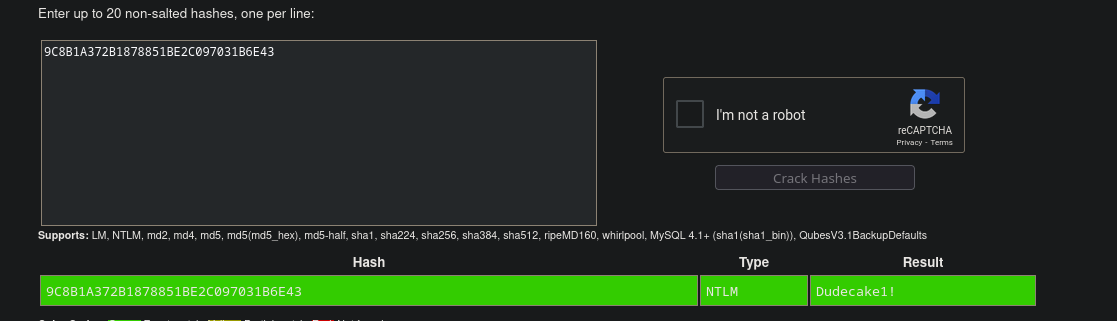 Enter up to 20 non-salted hashes, one per line:
9C8B1A372B1878851BE2C097031B6E43
I'm not a robot
reCAPTCHA
Privacy - Terms
Crack Hashes
Supports: LM, NTLM, md2, md4, md5, md5(md5_hex), md5-half, sha1, sha224, sha256, sha384, sha512, ripeMD160, whirlpool, MySQL 4.1+ (sha1(sha1_bin)), QubesV3.1BackupDefaults
Hash Type Result
9C8B1A372B1878851BE2C097031B6E43 NTLM Dudecake1!